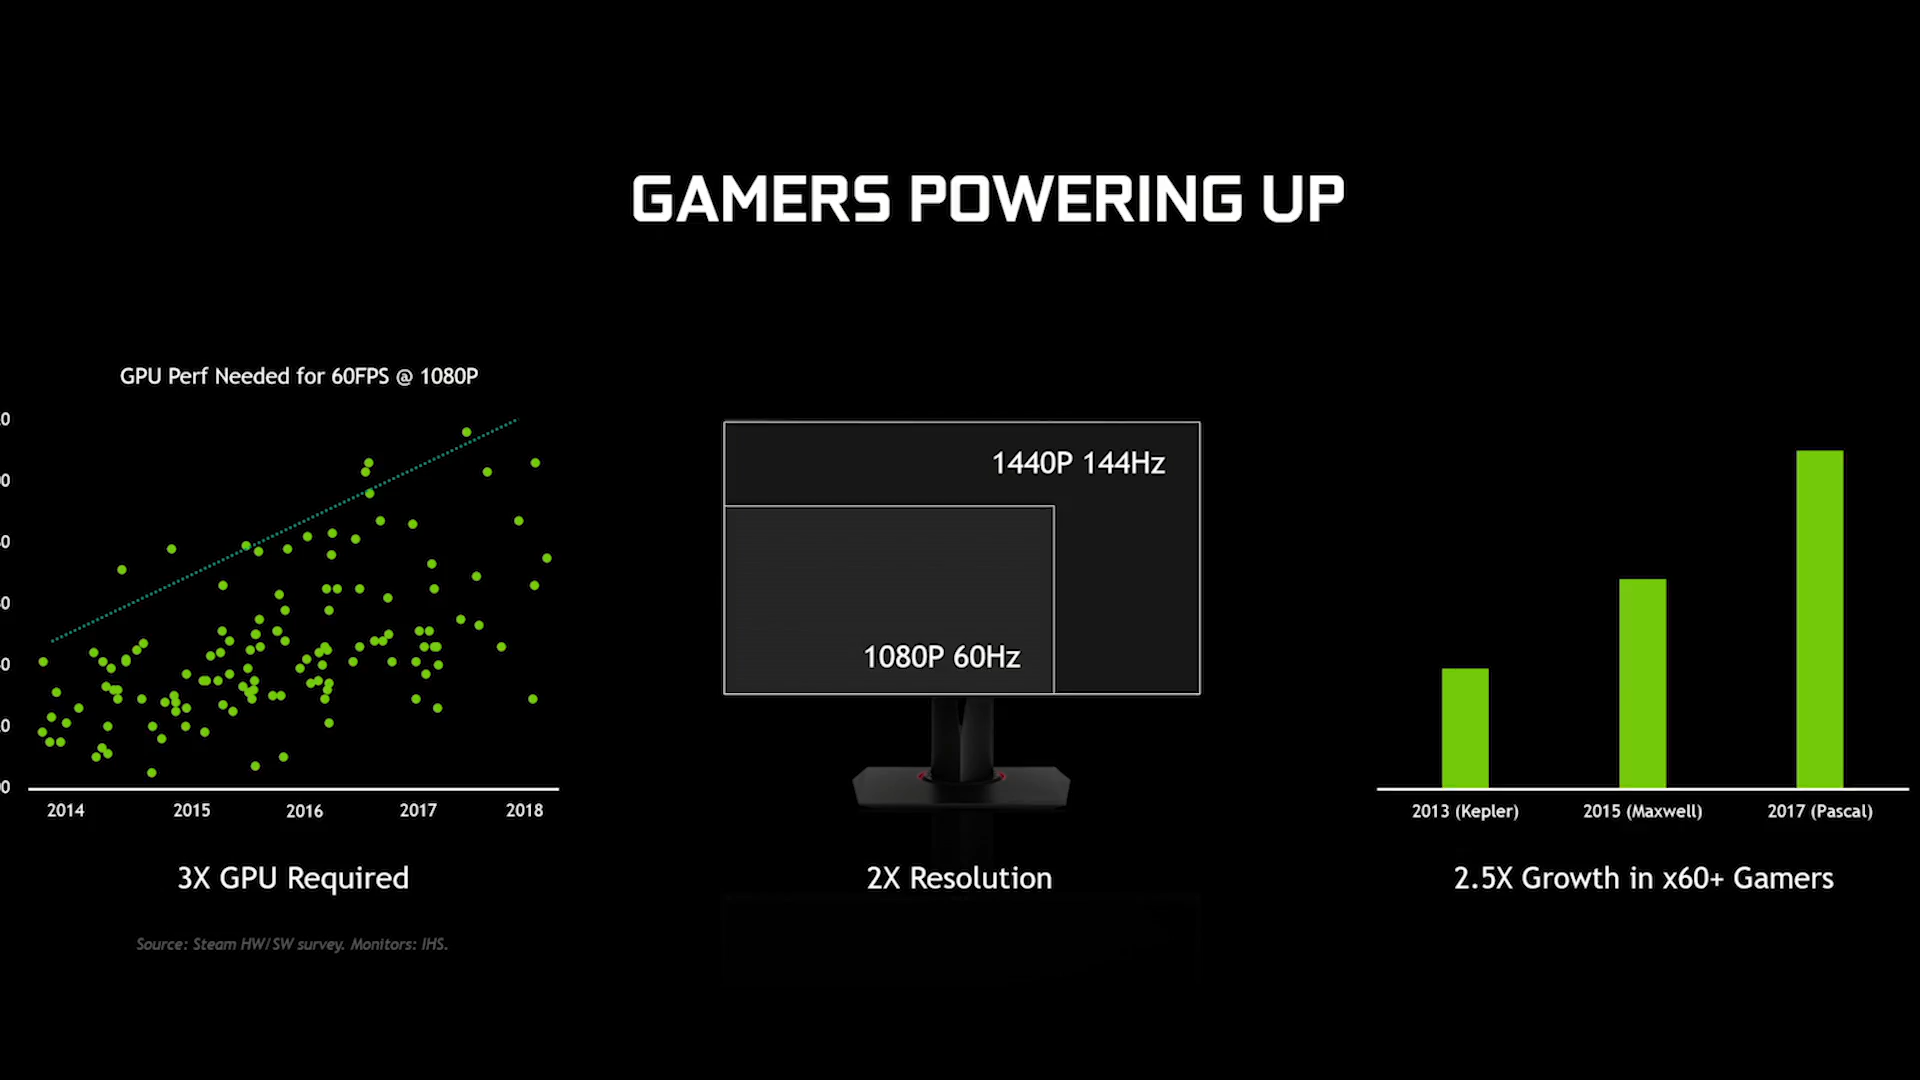 GAMERS POWERING UP
GPU Perf Needed for 60FPS @ 1080P
2014 2015 2016 2017 2018
3X GPU Required
Source: Steam HW/SW survey. Monitors: IHS.
1440P 144Hz
1080P 60Hz
2X Resolution
2013 (Kepler) 2015 (Maxwell) 2017 (Pascal)
2.5X Growth in x60+ Gamers